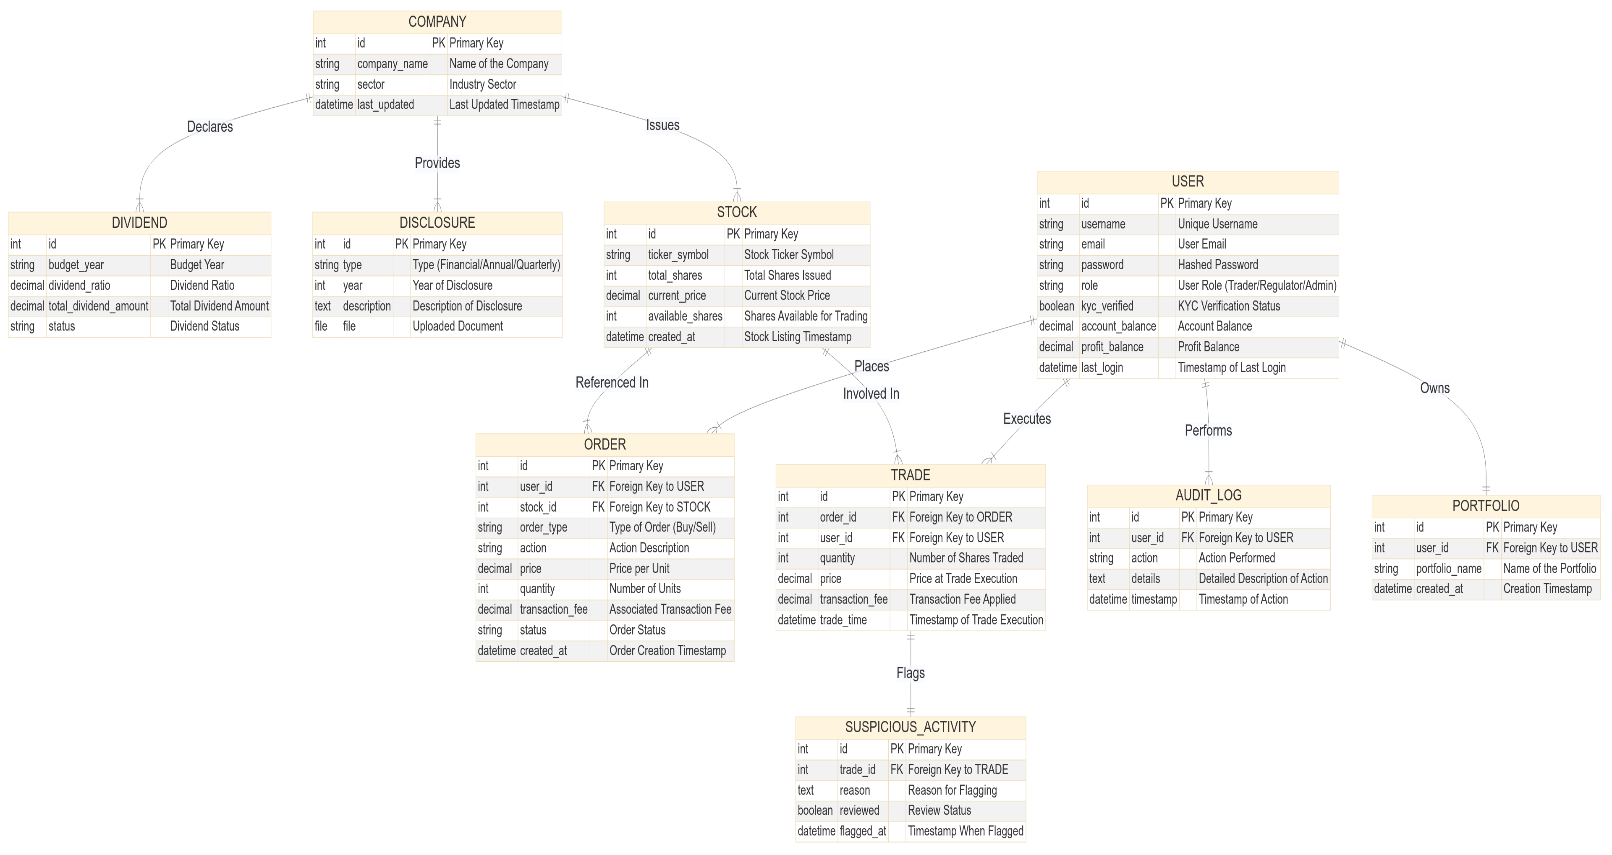 COMPANY
int id PK Primary Key
string company_name Name of the Company
string sector Industry Sector
datetime last_updated Last Updated Timestamp
Declares
Provides
Issues
DIVIDEND
int id PK Primary Key
string budget_year Budget Year
decimal dividend_ratio Dividend Ratio
decimal total_dividend_amount Total Dividend Amount
string status Dividend Status
DISCLOSURE
int id PK Primary Key
string type Type (Financial/Annual/Quarterly)
int year Year of Disclosure
text description Description of Disclosure
file file Uploaded Document
STOCK
int id PK Primary Key
string ticker_symbol Stock Ticker Symbol
int total_shares Total Shares Issued
decimal current_price Current Stock Price
int available_shares Shares Available for Trading
datetime created_at Stock Listing Timestamp
USER
int id PK Primary Key
string username Unique Username
string email User Email
string password Hashed Password
string role User Role (Trader/Regulator/Admin)
boolean kyc_verified KYC Verification Status
decimal account_balance Account Balance
decimal profit_balance Profit Balance
datetime last_login Timestamp of Last Login
Referenced In
Places
Involved In
Executes
Performs
Owns
ORDER
int id PK Primary Key
int user_id FK Foreign Key to USER
int stock_id FK Foreign Key to STOCK
string order_type Type of Order (Buy/Sell)
string action Action Description
decimal price Price per Unit
int quantity Number of Units
decimal transaction_fee Associated Transaction Fee
string status Order Status
datetime created_at Order Creation Timestamp
TRADE
int id PK Primary Key
int order_id FK Foreign Key to ORDER
int user_id FK Foreign Key to USER
int quantity Number of Shares Traded
decimal price Price at Trade Execution
decimal transaction_fee Transaction Fee Applied
datetime trade_time Timestamp of Trade Execution
AUDIT_LOG
int id PK Primary Key
int user_id FK Foreign Key to USER
string action Action Performed
text details Detailed Description of Action
datetime timestamp Timestamp of Action
PORTFOLIO
int id PK Primary Key
int user_id FK Foreign Key to USER
string portfolio_name Name of the Portfolio
datetime created_at Creation Timestamp
Flags
SUSPICIOUS_ACTIVITY
int id PK Primary Key
int trade_id FK Foreign Key to TRADE
text reason Reason for Flagging
boolean reviewed Review Status
datetime flagged_at Timestamp When Flagged